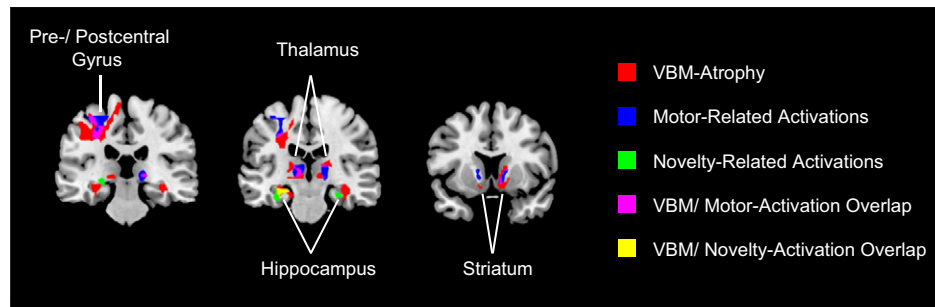 Pre-/ Postcentral
Gyrus
Thalamus
Hippocampus
Striatum
VBM-Atrophy
Motor-Related Activations
Novelty-Related Activations
VBM/ Motor-Activation Overlap
VBM/ Novelty-Activation Overlap